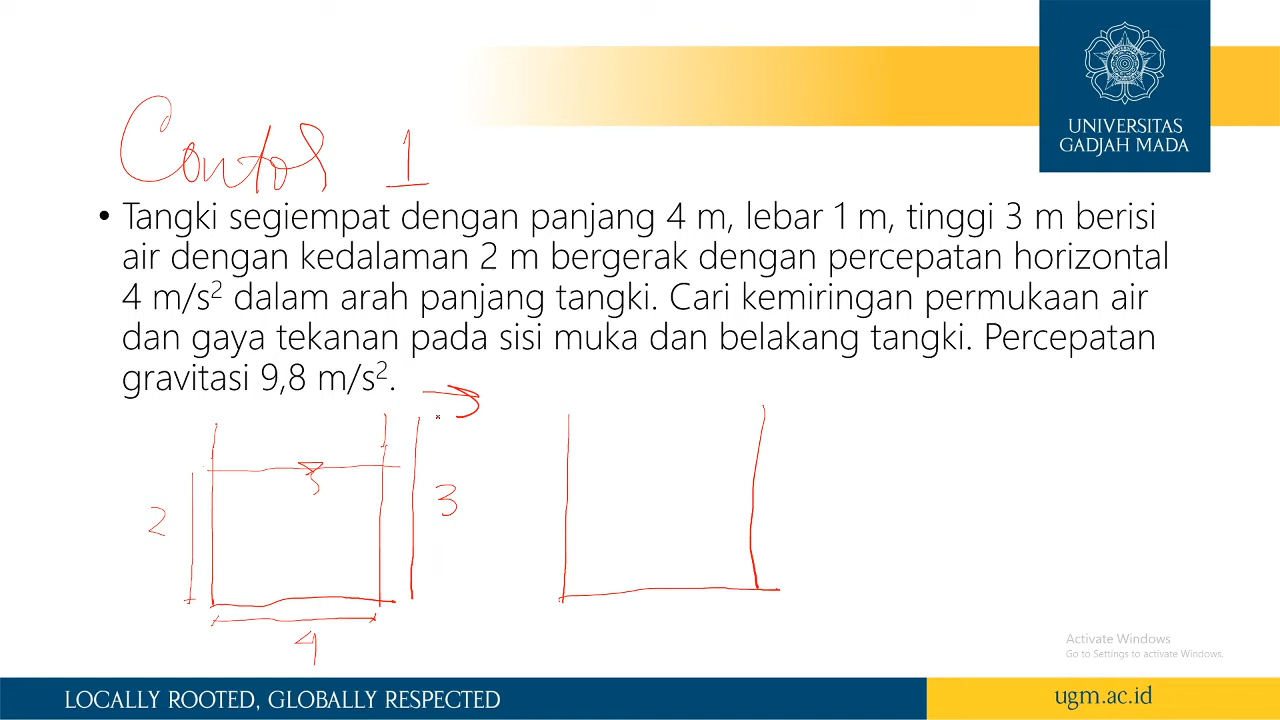 UNIVERSITAS
GADJAH MADA
Contoh 1
• Tangki segiempat dengan panjang 4 m, lebar 1 m, tinggi 3 m berisi
air dengan kedalaman 2 m bergerak dengan percepatan horizontal
4 m/s² dalam arah panjang tangki. Cari kemiringan permukaan air
dan gaya tekanan pada sisi muka dan belakang tangki. Percepatan
gravitasi 9,8 m/s².
2
3
4
Activate Windows
Go to Settings to activate Windows.
LOCALLY ROOTED, GLOBALLY RESPECTED
ugm.ac.id